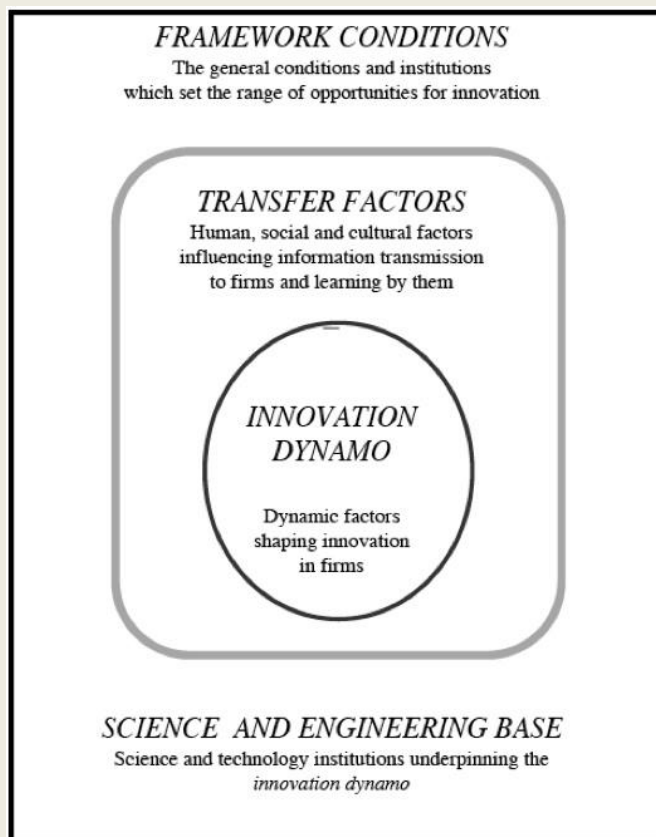 FRAMEWORK CONDITIONS
The general conditions and institutions
which set the range of opportunities for innovation
TRANSFER FACTORS
Human, social and cultural factors
influencing information transmission
to firms and learning by them
INNOVATION
DYNAMO
Dynamic factors
shaping innovation
in firms
SCIENCE AND ENGINEERING BASE
Science and technology institutions underpinning the
innovation dynamo